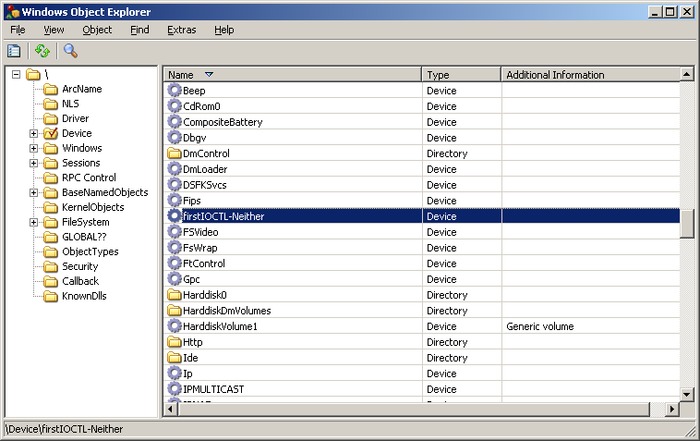 Windows Object Explorer
File View Object Find Extras Help
\
ArcName
NLS
Driver
Device
Windows
Sessions
RPC Control
BaseNamedObjects
KernelObjects
FileSystem
GLOBAL??
ObjectTypes
Security
Callback
KnownDlls
Name Type Additional Information
Beep Device
CdRom0 Device
CompositeBattery Device
Dbgv Device
DmControl Directory
DmLoader Device
DSFKSvcs Device
Fips Device
firstIOCTL-Neither Device
FSVideo Device
FsWrap Device
FtControl Device
Gpc Device
Harddisk0 Directory
HarddiskDmVolumes Directory
HarddiskVolume1 Device Generic volume
Http Directory
Ide Directory
Ip Device
IPMULTICAST Device
\Device\firstIOCTL-Neither